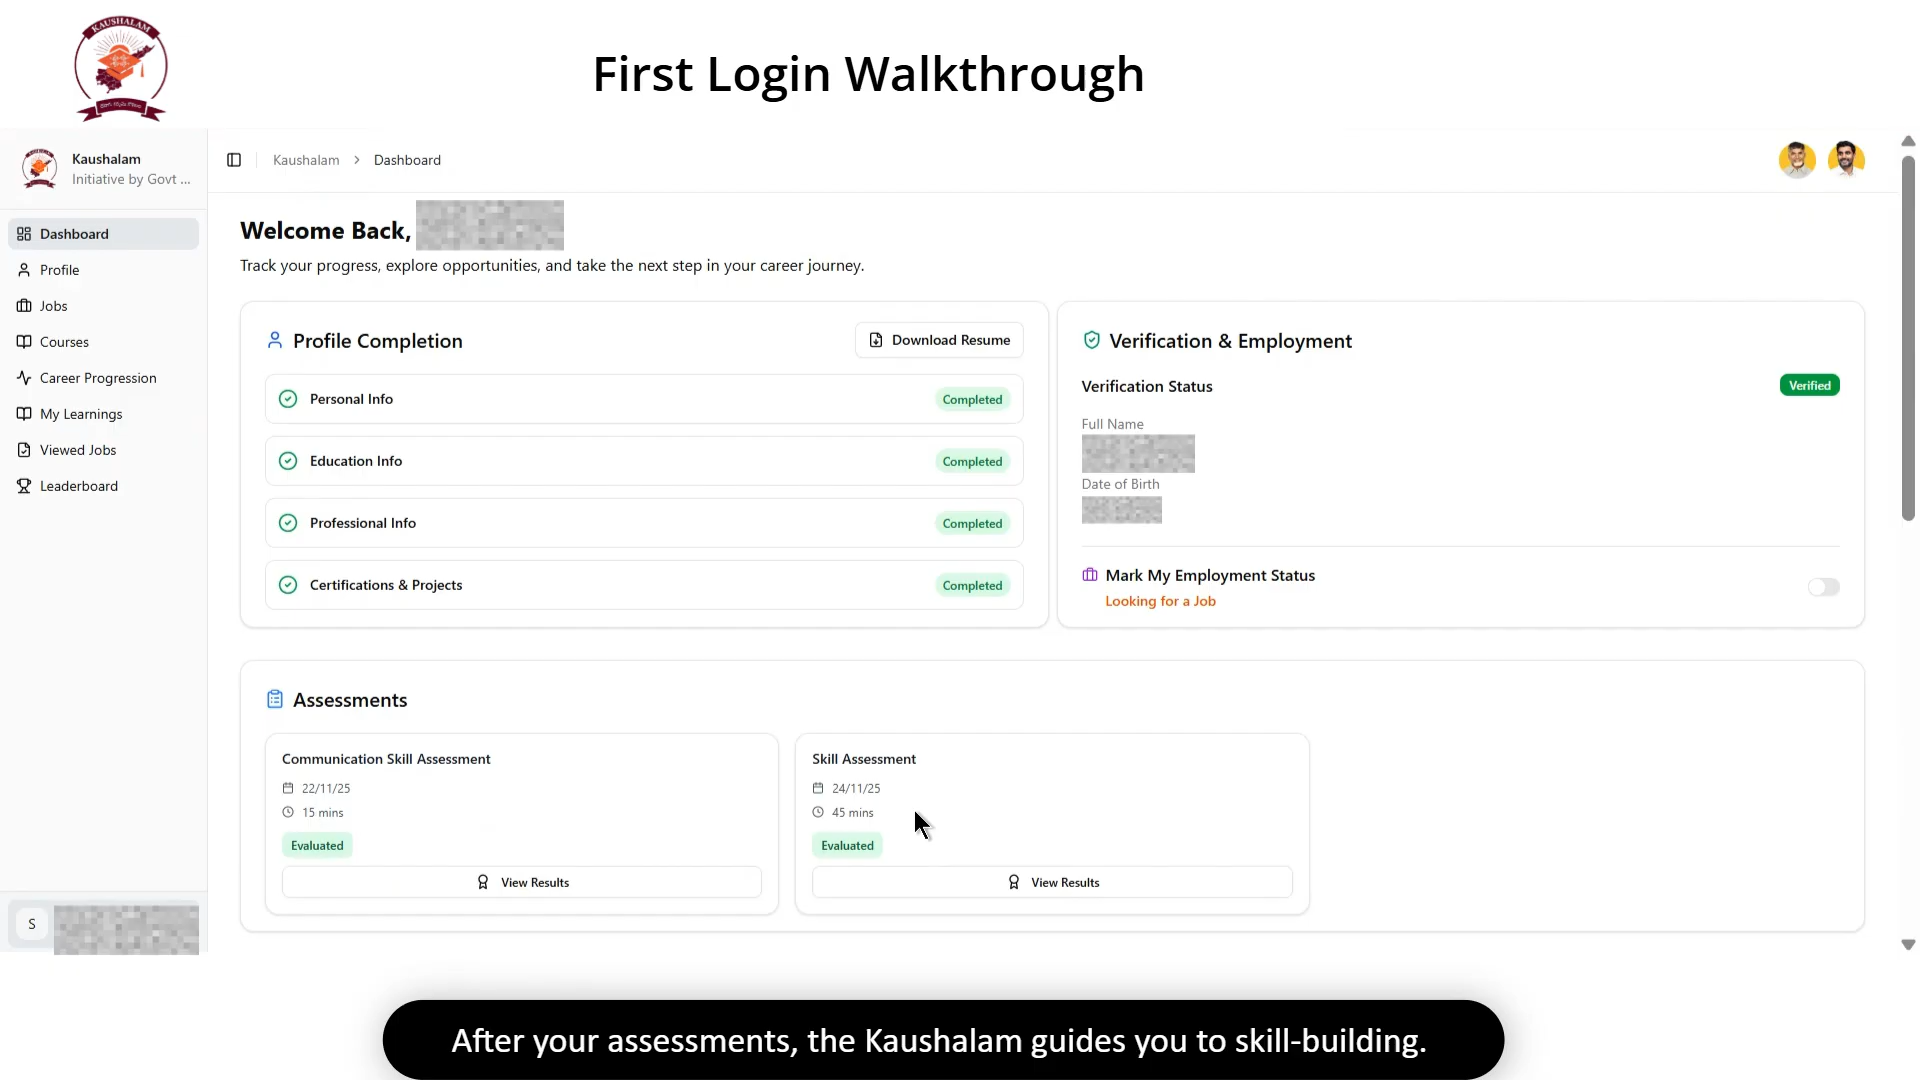 KAUSHALAM
First Login Walkthrough
Kaushalam
Initiative by Govt ...
Kaushalam > Dashboard
Dashboard
Profile
Jobs
Courses
Career Progression
My Learnings
Viewed Jobs
Leaderboard
S
Welcome Back,
Track your progress, explore opportunities, and take the next step in your career journey.
Profile Completion
Download Resume
Personal Info
Completed
Education Info
Completed
Professional Info
Completed
Certifications & Projects
Completed
Verification & Employment
Verification Status
Verified
Full Name
Date of Birth
Mark My Employment Status
Looking for a Job
Assessments
Communication Skill Assessment
22/11/25
15 mins
Evaluated
View Results
Skill Assessment
24/11/25
45 mins
Evaluated
View Results
After your assessments, the Kaushalam guides you to skill-building.